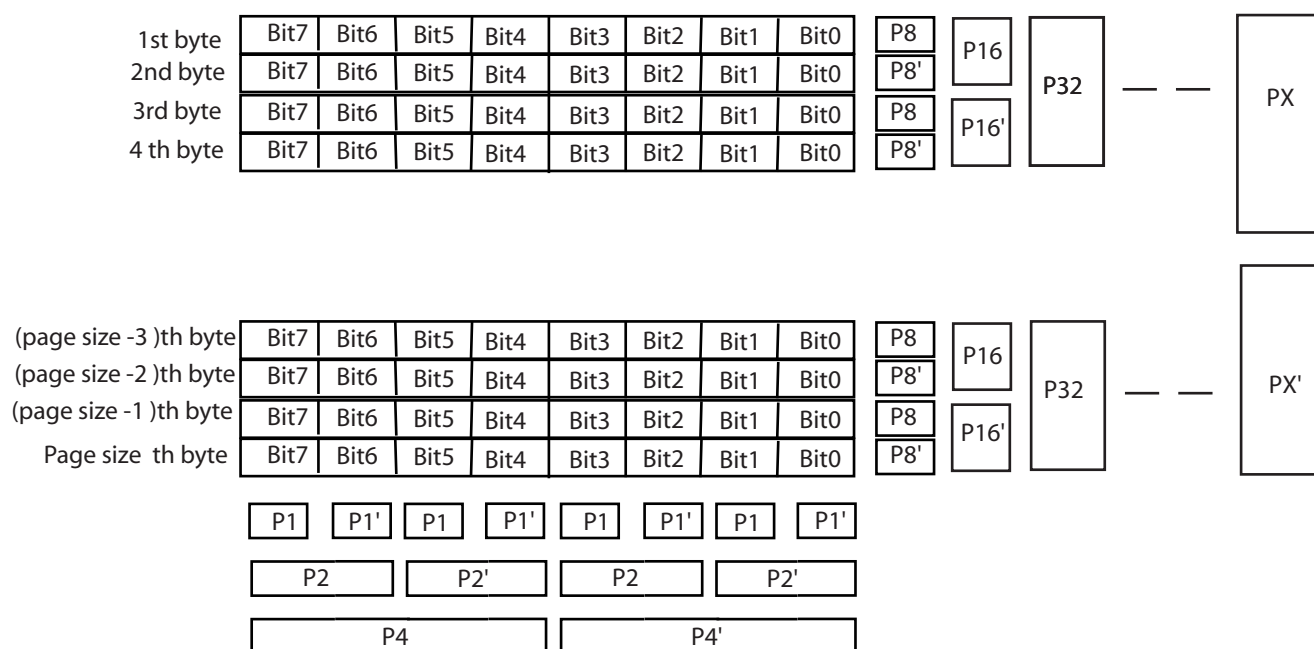 1st byte Bit7 Bit6 Bit5 Bit4 Bit3 Bit2 Bit1 Bit0 P8 P16 P32 PX
2nd byte Bit7 Bit6 Bit5 Bit4 Bit3 Bit2 Bit1 Bit0 P8'
3rd byte Bit7 Bit6 Bit5 Bit4 Bit3 Bit2 Bit1 Bit0 P8 P16'
4 th byte Bit7 Bit6 Bit5 Bit4 Bit3 Bit2 Bit1 Bit0 P8'
(page size -3 )th byte Bit7 Bit6 Bit5 Bit4 Bit3 Bit2 Bit1 Bit0 P8 P16 P32 PX'
(page size -2 )th byte Bit7 Bit6 Bit5 Bit4 Bit3 Bit2 Bit1 Bit0 P8'
(page size -1 )th byte Bit7 Bit6 Bit5 Bit4 Bit3 Bit2 Bit1 Bit0 P8 P16'
Page size th byte Bit7 Bit6 Bit5 Bit4 Bit3 Bit2 Bit1 Bit0 P8'
P1 P1' P1 P1' P1 P1' P1 P1'
P2 P2' P2 P2'
P4 P4'